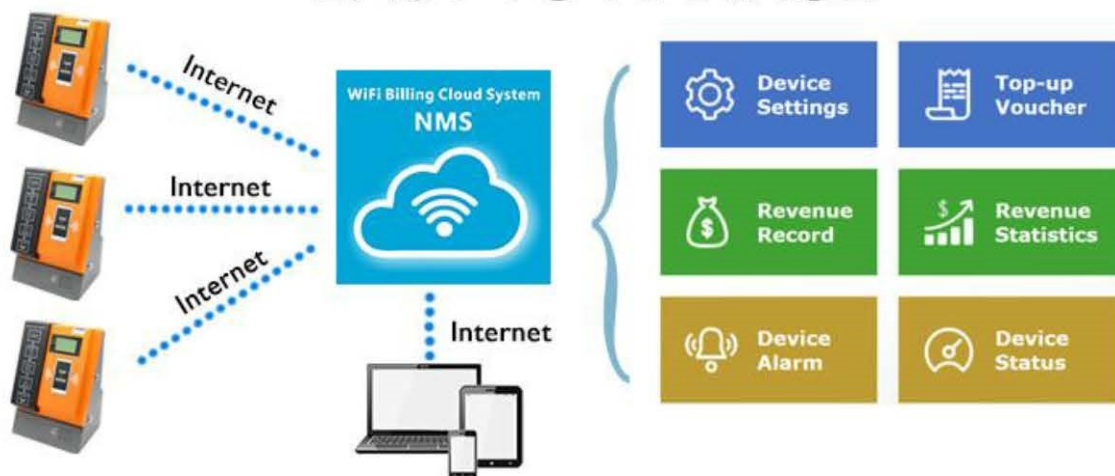 Internet
Internet
Internet
WiFi Billing Cloud System
NMS
Internet
Device
Settings
Top-up
Voucher
Revenue
Record
Revenue
Statistics
Device
Alarm
Device
Status